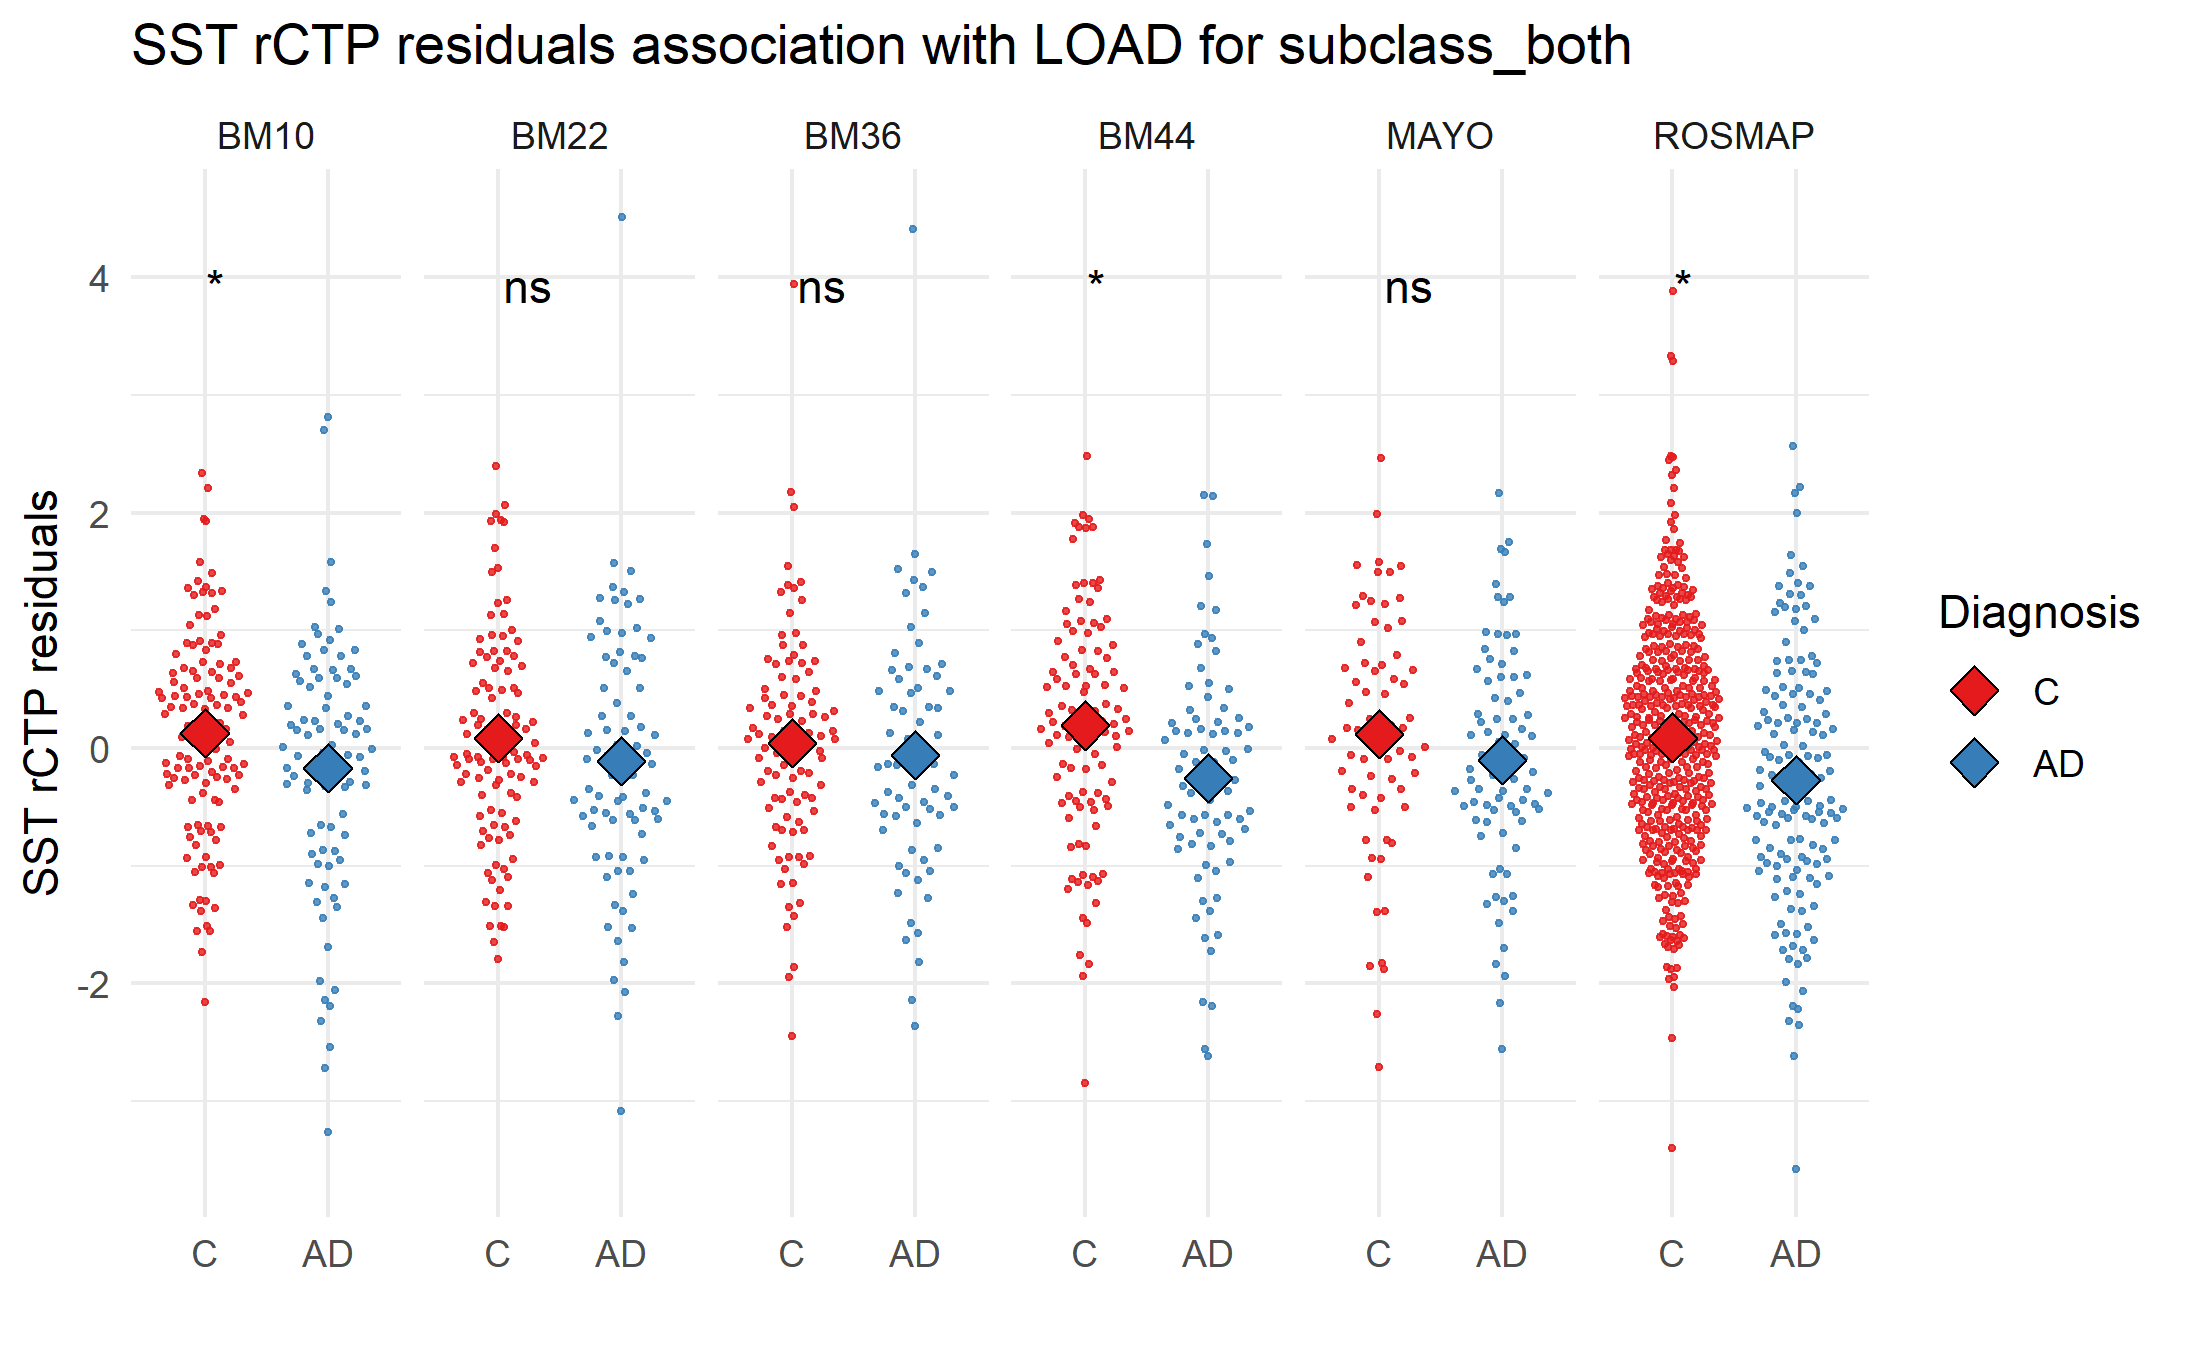 SST rCTP residuals association with LOAD for subclass_both
BM10 BM22 BM36 BM44 MAYO ROSMAP
* ns ns * ns *
4
2
0
-2
SST rCTP residuals
C AD C AD C AD C AD C AD C AD
Diagnosis
C
AD